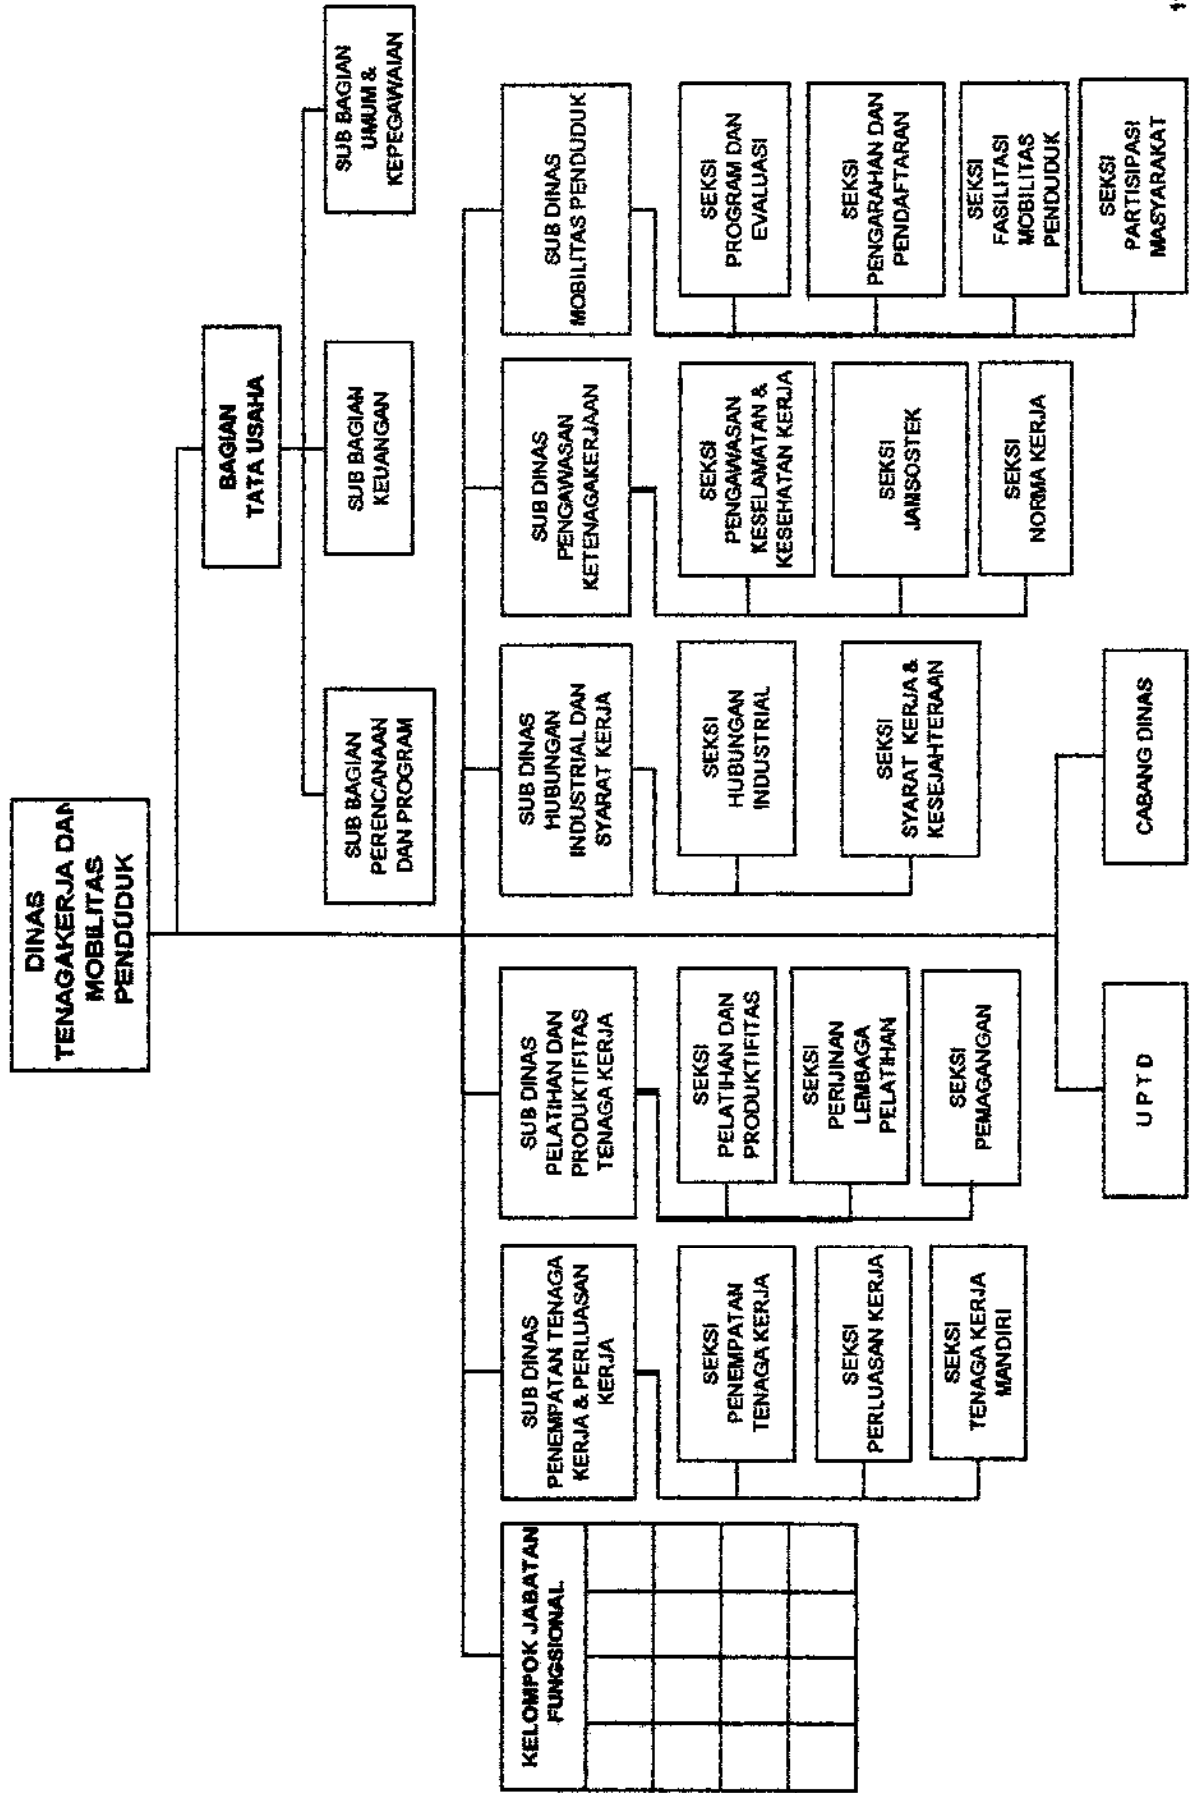 DINAS
TENAGAKERJA DAN
MOBILITAS
PENDUDUK
BAGIAN
TATA USAHA
SUB BAGIAN
PERENCANAAN
DAN PROGRAM
SUB BAGIAN
KEUANGAN
SUB BAGIAN
UMUM &
KEPEGAWAIAN
KELOMPOK JABATAN
FUNGSIONAL
SUB DINAS
PENEMPATAN TENAGA
KERJA & PERLUASAN
KERJA
SUB DINAS
PELATIHAN DAN
PRODUKTIFITAS
TENAGA KERJA
SUB DINAS
HUBUNGAN
INDUSTRIAL DAN
SYARAT KERJA
SUB DINAS
PENGAWASAN
KETENAGAKERJAAN
SUB DINAS
MOBILITAS PENDUDUK
SEKSI
PENEMPATAN
TENAGA KERJA
SEKSI
PERLUASAN KERJA
SEKSI
TENAGA KERJA
MANDIRI
SEKSI
PELATIHAN DAN
PRODUKTIFITAS
SEKSI
PERIJINAN
LEMBAGA
PELATIHAN
SEKSI
PEMAGANGAN
SEKSI
HUBUNGAN
INDUSTRIAL
SEKSI
SYARAT KERJA &
KESEJAHTERAAN
SEKSI
PENGAWASAN
KESELAMATAN &
KESEHATAN KERJA
SEKSI
JAMSOSTEK
SEKSI
NORMA KERJA
SEKSI
PROGRAM DAN
EVALUASI
SEKSI
PENGARAHAN DAN
PENDAFTARAN
SEKSI
FASILITASI
MOBILITAS
PENDUDUK
SEKSI
PARTISIPASI
MASYARAKAT
U P T D
CABANG DINAS